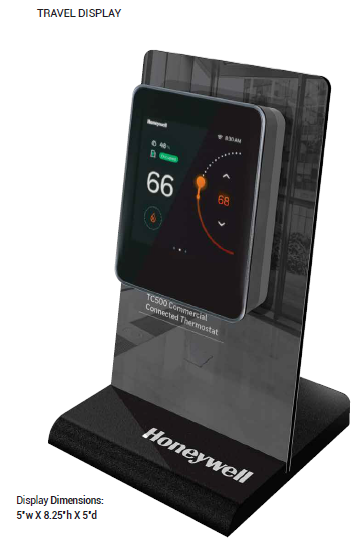 TRAVEL DISPLAY
Honeywell
8:30 AM
40%
66
68
TC500 Commercial
Connected Thermostat
Honeywell
Display Dimensions:
5"w X 8.25"h X 5"d